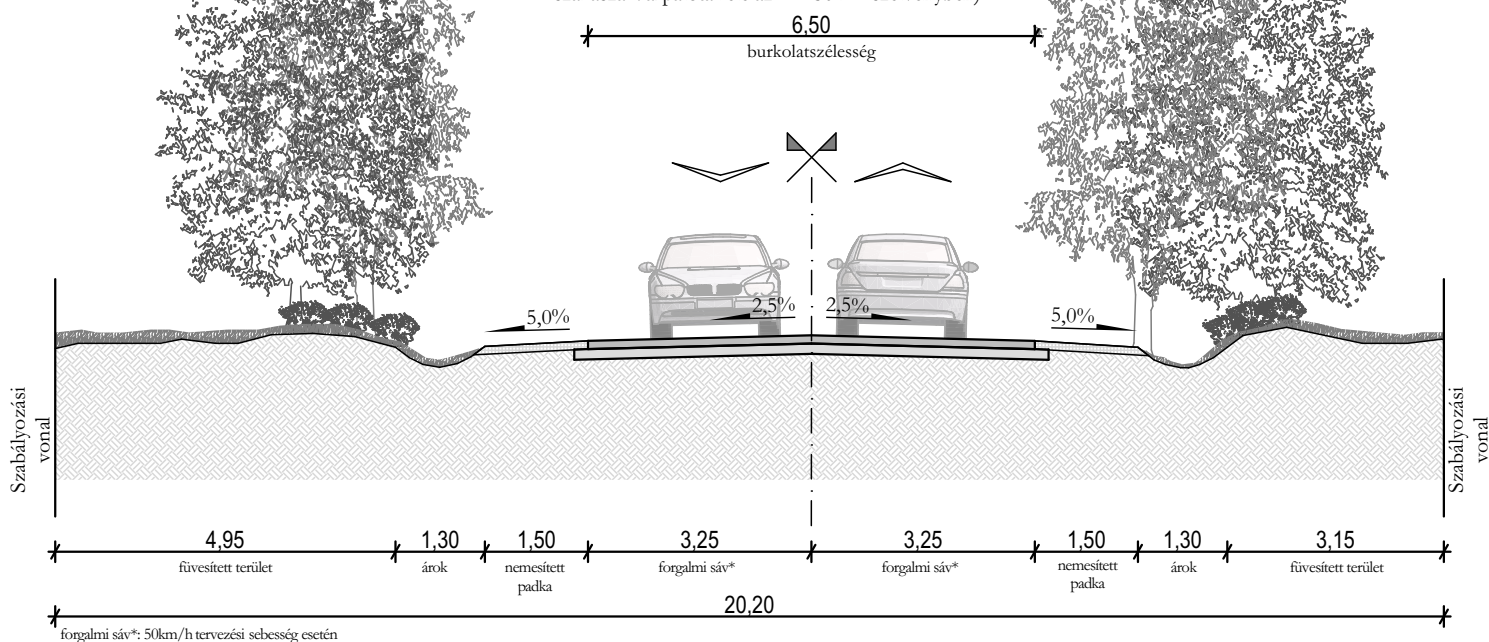 6,50
burkolatszélesség
5,0%
2,5%
2,5%
5,0%
Szabályozási
vonal
Szabályozási
vonal
4,95
1,30
1,50
3,25
3,25
1,50
1,30
3,15
füvesített terület
árok
nemesített
padka
forgalmi sáv*
forgalmi sáv*
nemesített
padka
árok
füvesített terület
20,20
forgalmi sáv*: 50km/h tervezési sebesség esetén